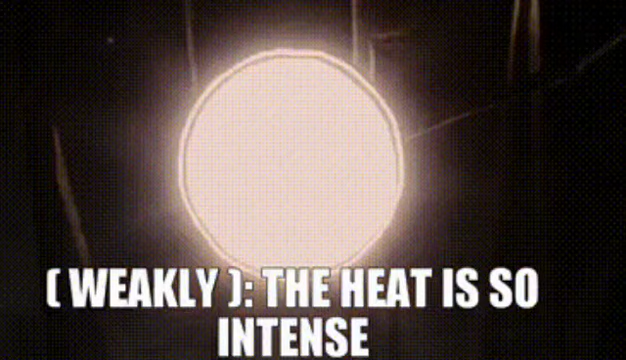 ( WEAKLY ): THE HEAT IS SO
INTENSE